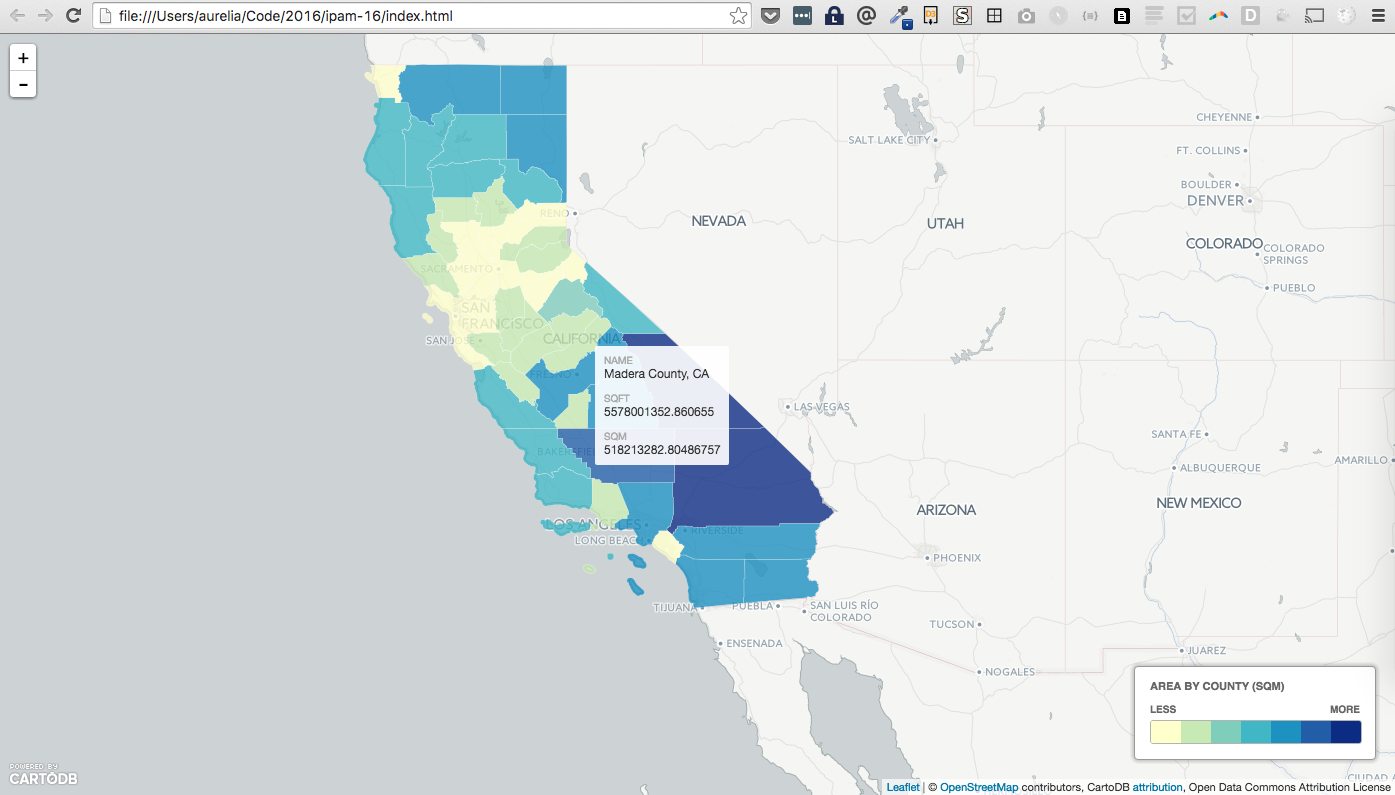 file:///Users/aurelia/Code/2016/ipam-16/index.html
+
-
CHEYENNE
SALT LAKE CITY
FT. COLLINS
BOULDER
DENVER
RENO
NEVADA
UTAH
COLORADO
COLORADO
SPRINGS
SACRAMENTO
PUEBLO
SAN
FRANCISCO
SAN JOSE
CALIFORNIA
NAME
Madera County, CA
FRESNO
SQFT
5578001352.860655
LAS VEGAS
SQM
518213282.80486757
SANTA FE
BAKERSFIE
AMARILLO
ALBUQUERQUE
NEW MEXICO
ARIZONA
LOS ANGELES
RIVERSIDE
LONG BEACH
PHOENIX
TIJUANA
PUEBLA
SAN LUIS RÍO
COLORADO
TUCSON
ENSENADA
JUAREZ
NOGALES
AREA BY COUNTY (SQM)
LESS
MORE
POWERED BY
CARTODB
CIUDAD
Leaflet | © OpenStreetMap contributors, CartoDB attribution, Open Data Commons Attribution License